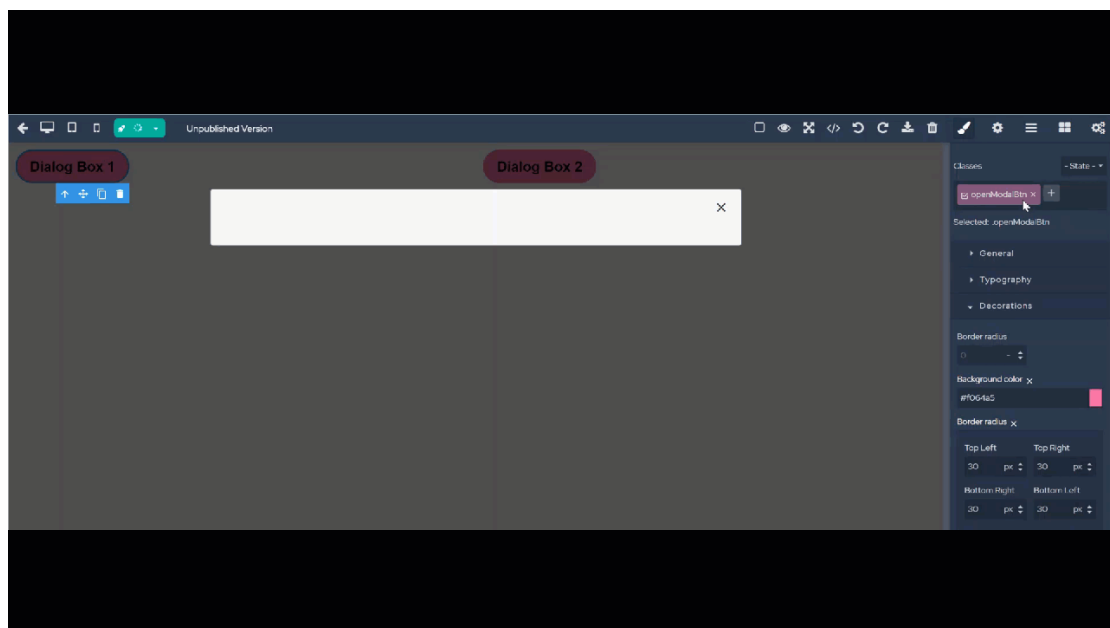 Unpublished Version
Dialog Box 1
Dialog Box 2
Classes
- State -
openModalBtn
Selected: .openModalBtn
General
Typography
Decorations
Border radius
0 -
Background color
#f064a5
Border radius
Top Left Top Right
30 px 30 px
Bottom Right Bottom Left
30 px 30 px